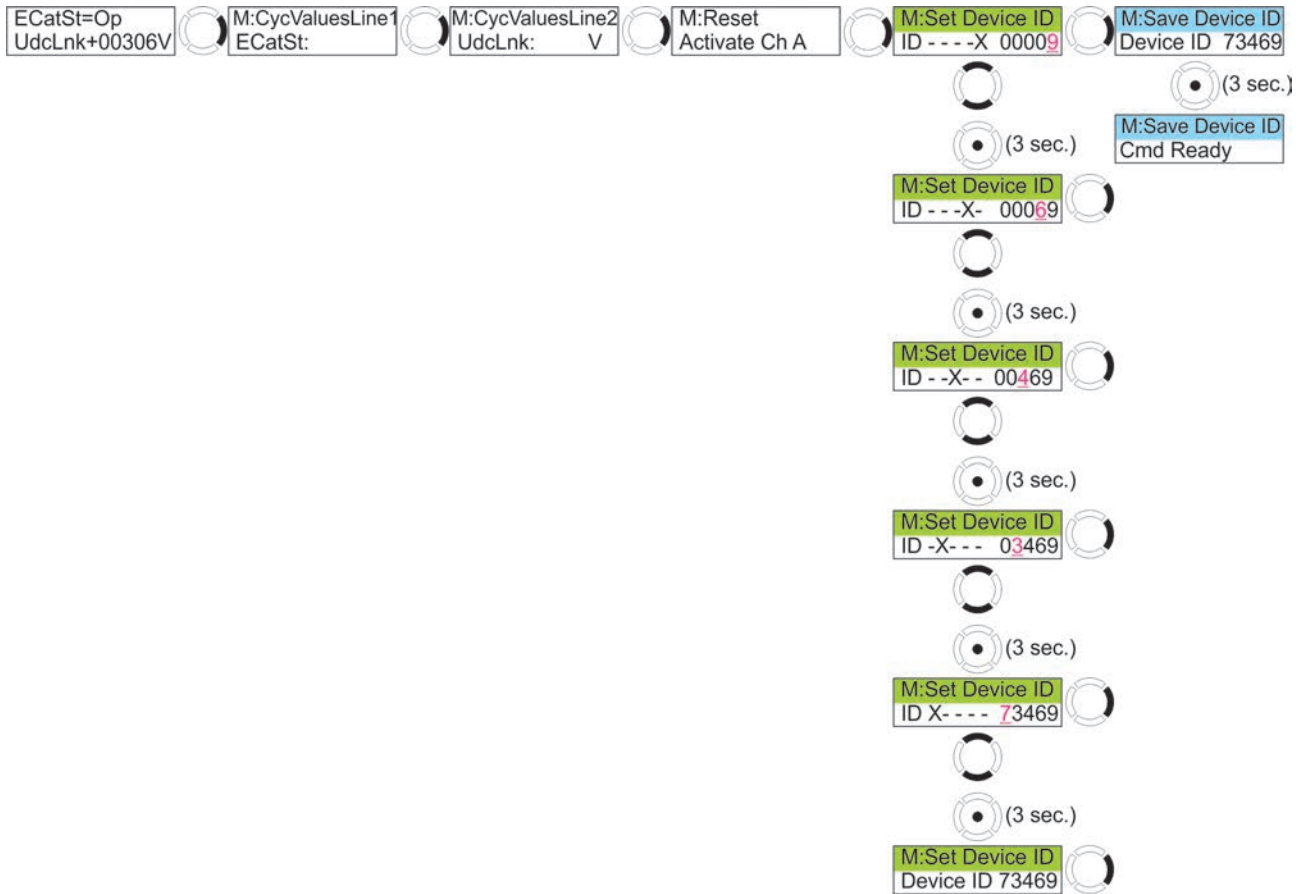 ECatSt=Op
UdcLnk+00306V
M:CycValuesLine1
ECatSt:
M:CycValuesLine2
UdcLnk: V
M:Reset
Activate Ch A
M:Set Device ID
ID - - - -X 00009
M:Save Device ID
Device ID 73469
(3 sec.)
M:Save Device ID
Cmd Ready
(3 sec.)
M:Set Device ID
ID - - -X- 00069
(3 sec.)
M:Set Device ID
ID - -X- - 00469
(3 sec.)
M:Set Device ID
ID -X- - - 03469
(3 sec.)
M:Set Device ID
ID X- - - - 73469
(3 sec.)
M:Set Device ID
Device ID 73469